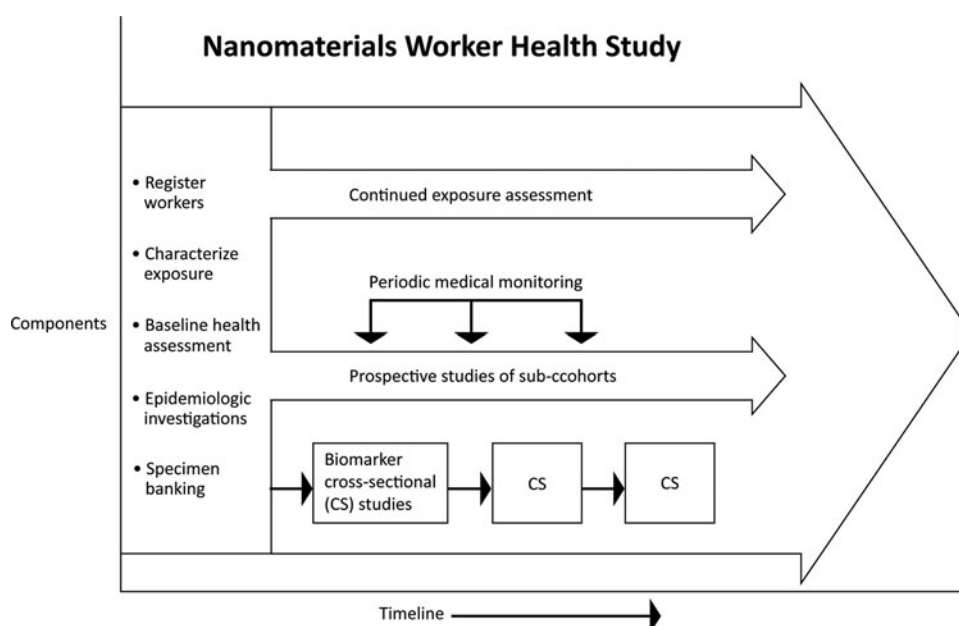 Nanomaterials Worker Health Study
Components
• Register
workers
• Characterize
exposure
• Baseline health
assessment
• Epidemiologic
investigations
• Specimen
banking
Continued exposure assessment
Periodic medical monitoring
Prospective studies of sub-ccohorts
Biomarker
cross-sectional
(CS) studies
CS
CS
Timeline